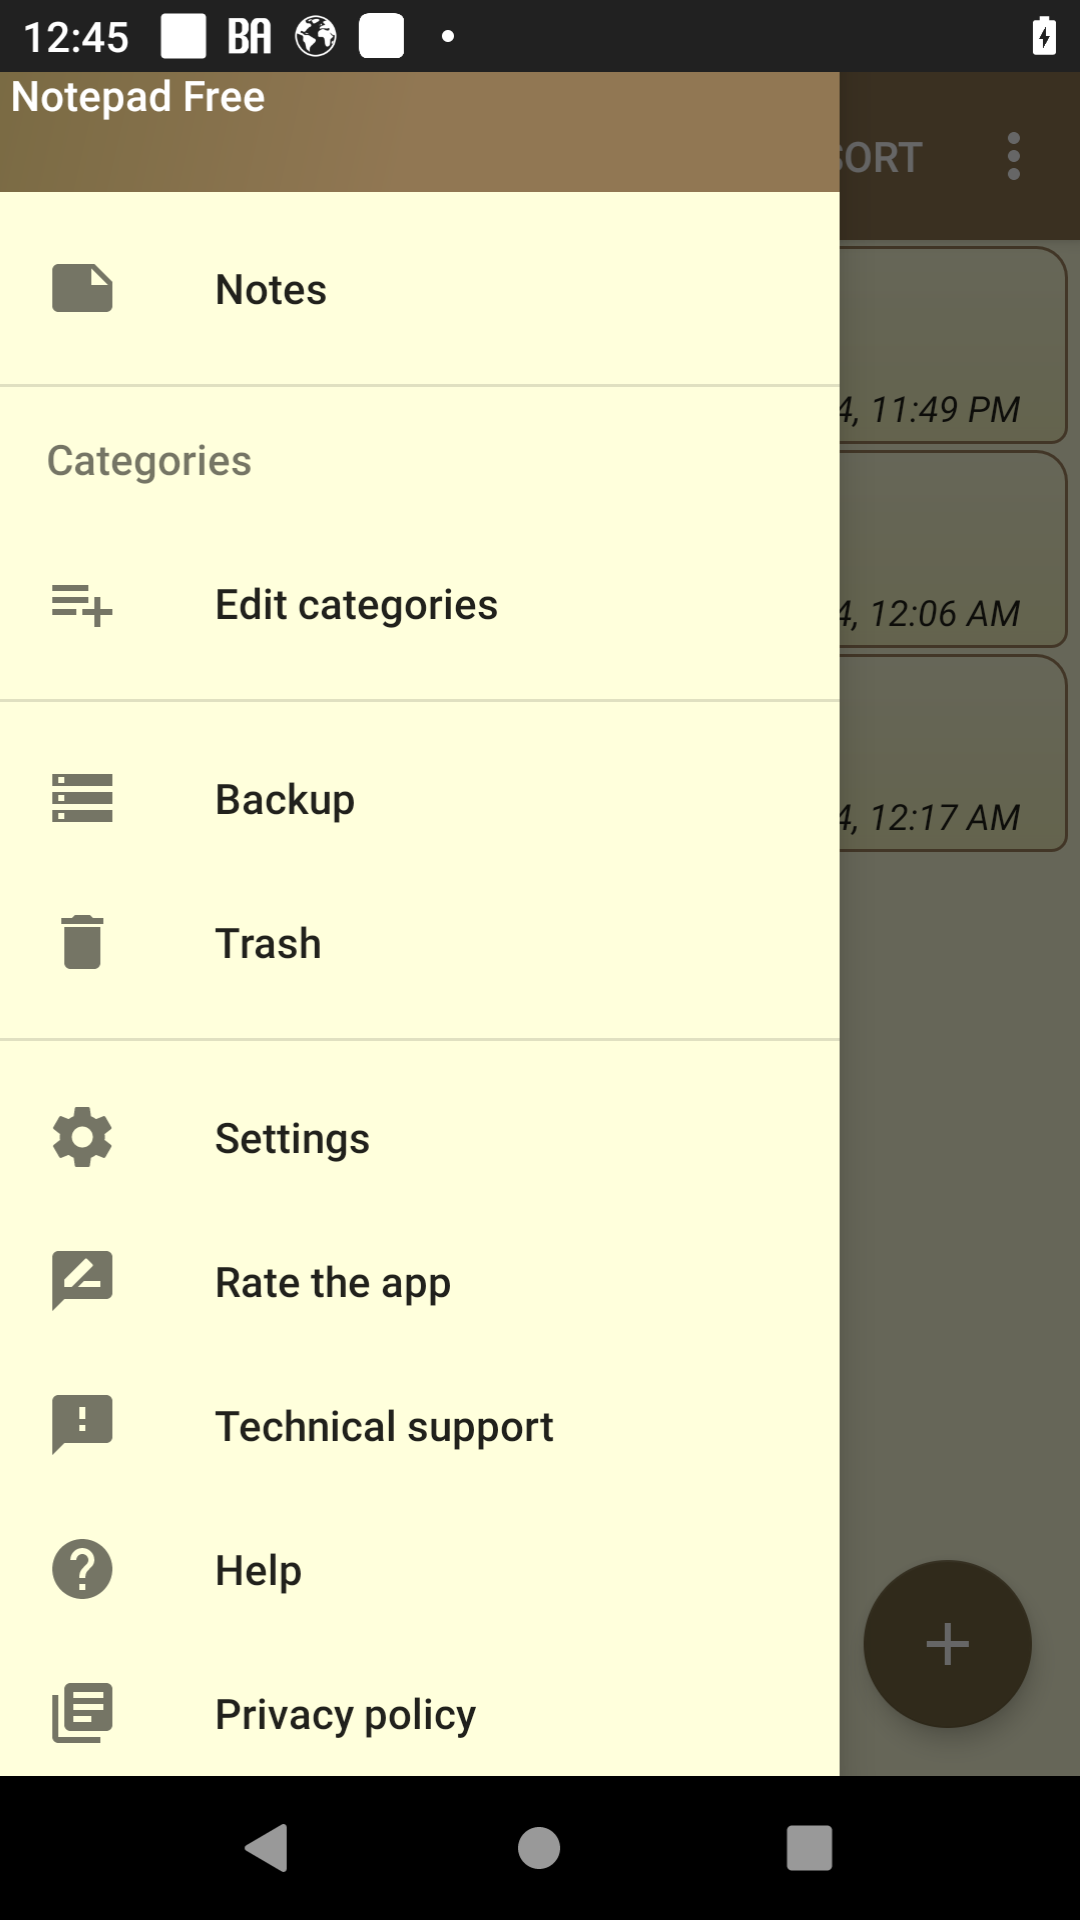 12:45 BA
Notepad Free
SORT
Notes
4, 11:49 PM
Categories
Edit categories
4, 12:06 AM
Backup
4, 12:17 AM
Trash
Settings
Rate the app
Technical support
Help
Privacy policy